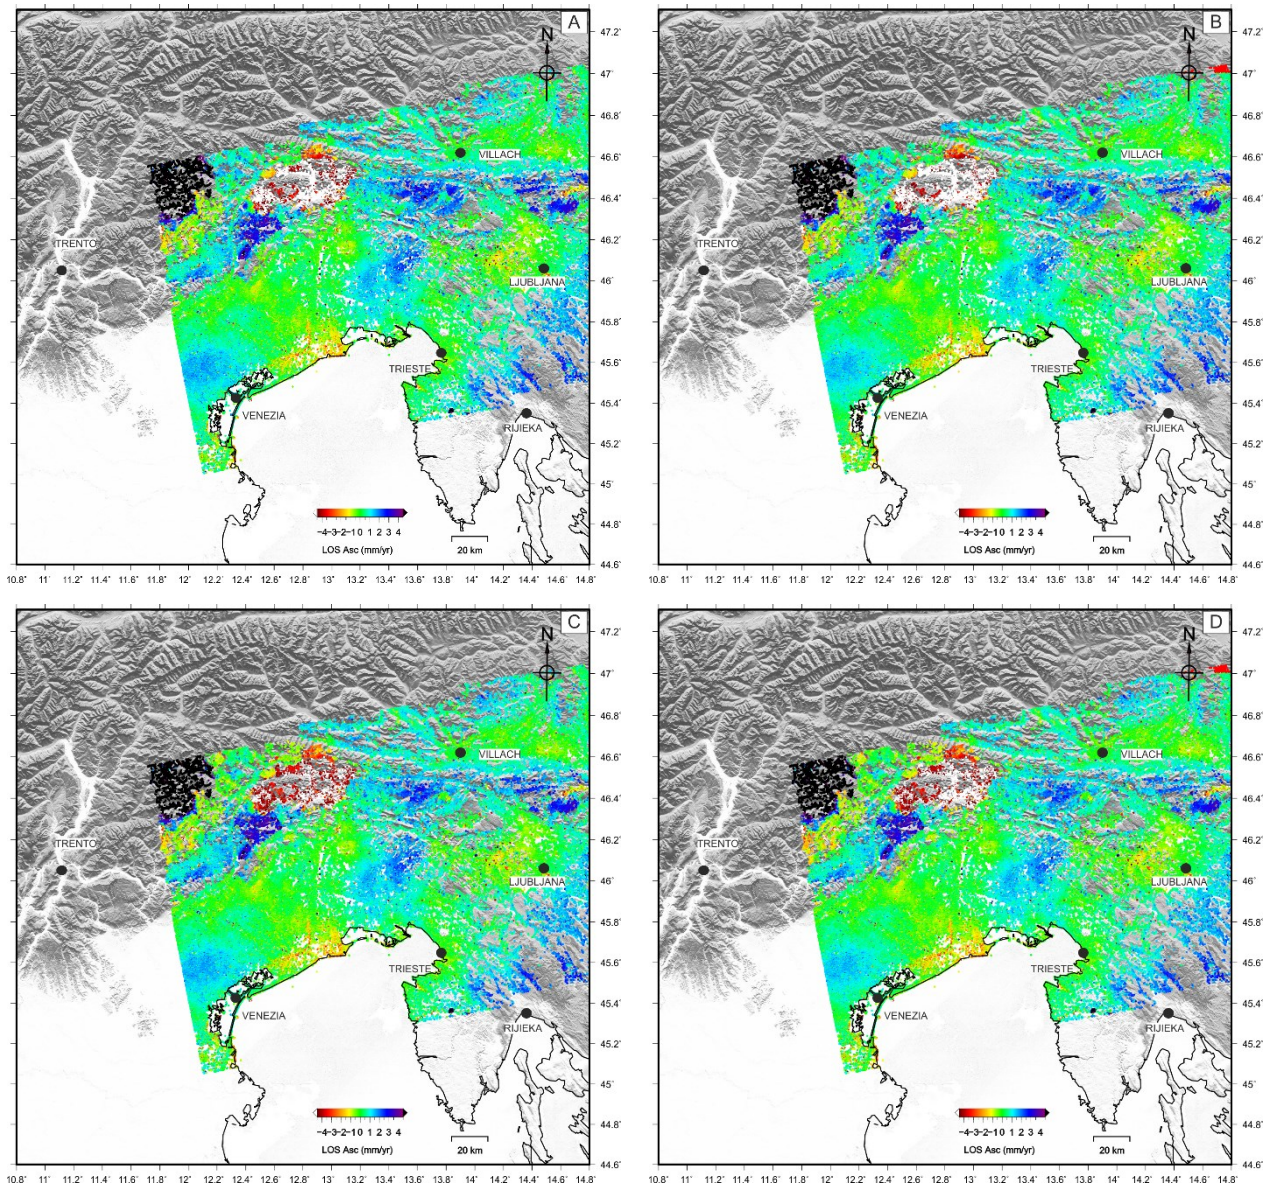 A
N
47.2'
47'
46.8'
46.6'
46.4'
46.2'
46'
45.8'
45.6'
45.4'
45.2'
45'
44.8'
44.6'
VILLACH
TRENTO
LJUBLJANA
TRIESTE
VENEZIA
RIJIEKA
−4−3−2−1 0 1 2 3 4
LOS Asc (mm/yr)
20 km
10.8' 11' 11.2' 11.4' 11.6' 11.8' 12' 12.2' 12.4' 12.6' 12.8' 13' 13.2' 13.4' 13.6' 13.8' 14' 14.2' 14.4' 14.6' 14.8'
B
N
47.2'
47'
46.8'
46.6'
46.4'
46.2'
46'
45.8'
45.6'
45.4'
45.2'
45'
44.8'
44.6'
VILLACH
TRENTO
LJUBLJANA
TRIESTE
VENEZIA
RIJIEKA
−4−3−2−1 0 1 2 3 4
LOS Asc (mm/yr)
20 km
10.8' 11' 11.2' 11.4' 11.6' 11.8' 12' 12.2' 12.4' 12.6' 12.8' 13' 13.2' 13.4' 13.6' 13.8' 14' 14.2' 14.4' 14.6' 14.8'
C
N
47.2'
47'
46.8'
46.6'
46.4'
46.2'
46'
45.8'
45.6'
45.4'
45.2'
45'
44.8'
44.6'
VILLACH
TRENTO
LJUBLJANA
TRIESTE
VENEZIA
RIJIEKA
−4−3−2−1 0 1 2 3 4
LOS Asc (mm/yr)
20 km
10.8' 11' 11.2' 11.4' 11.6' 11.8' 12' 12.2' 12.4' 12.6' 12.8' 13' 13.2' 13.4' 13.6' 13.8' 14' 14.2' 14.4' 14.6' 14.8'
D
N
47.2'
47'
46.8'
46.6'
46.4'
46.2'
46'
45.8'
45.6'
45.4'
45.2'
45'
44.8'
44.6'
VILLACH
TRENTO
LJUBLJANA
TRIESTE
VENEZIA
RIJIEKA
−4−3−2−1 0 1 2 3 4
LOS Asc (mm/yr)
20 km
10.8' 11' 11.2' 11.4' 11.6' 11.8' 12' 12.2' 12.4' 12.6' 12.8' 13' 13.2' 13.4' 13.6' 13.8' 14' 14.2' 14.4' 14.6' 14.8'